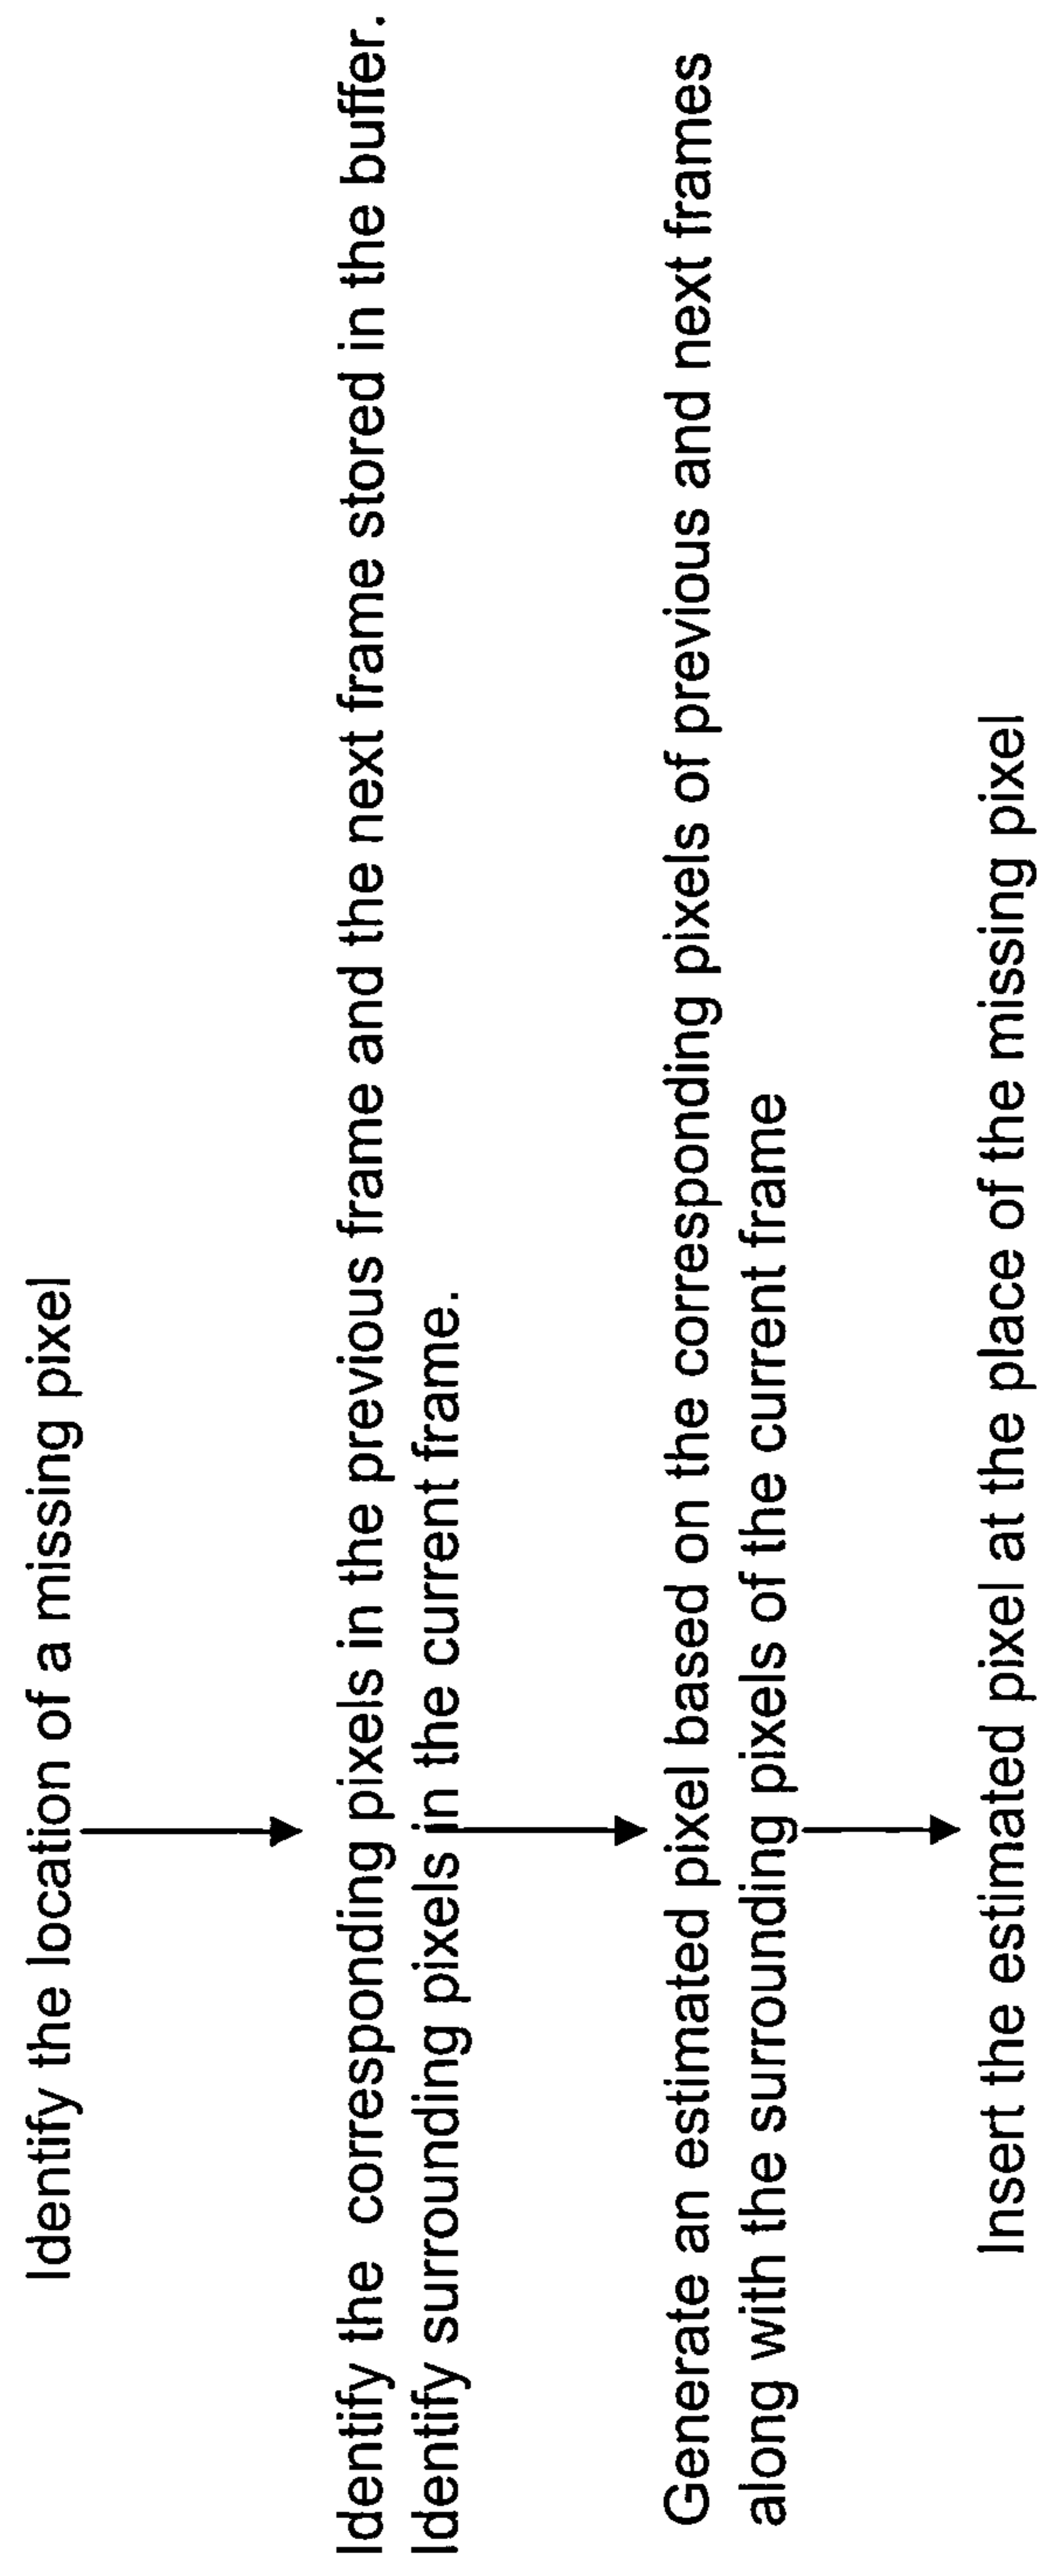 Identify the location of a missing pixel
Identify the corresponding pixels in the previous frame and the next frame stored in the buffer.
Identify surrounding pixels in the current frame.
Generate an estimated pixel based on the corresponding pixels of previous and next frames
along with the surrounding pixels of the current frame
Insert the estimated pixel at the place of the missing pixel